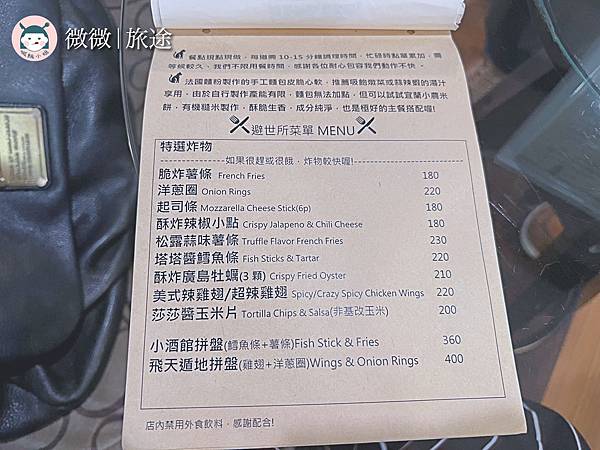 微微 | 旅途
餐點現點現做，每道需 10-15 分鐘調理時間，忙碌時點單累加，需
等候較久、我們不限用餐時間，感謝各位耐心包容我們動作不快。
法國麵粉製作的手工麵包皮脆心軟，推薦吸飽燉菜或蒜辣蝦的湯汁
享用，由於自行製作產能有限，麵包無法加點，但可以試試宜蘭小農米
餅，有機糙米製作，酥脆生香，成分純淨，也是極好的主餐搭配喔!
避世所菜單 MENU
特選炸物
如果很趕或很餓，炸物較快喔!
脆炸薯條 French Fries 180
洋蔥圈 Onion Rings 220
起司條 Mozzarella Cheese Stick(6p) 180
酥炸辣椒小點 Crispy Jalapeno & Chili Cheese 180
松露蒜味薯條 Truffle Flavor French Fries 230
塔塔醬鱈魚條 Fish Sticks & Tartar 220
酥炸廣島牡蠣(3 顆) Crispy Fried Oyster 210
美式辣雞翅/超辣雞翅 Spicy/Crazy Spicy Chicken Wings 220
莎莎醬玉米片 Tortilla Chips & Salsa(非基改玉米) 200
小酒館拼盤(鱈魚條+薯條)Fish Stick & Fries 360
飛天遁地拼盤(雞翅+洋蔥圈)Wings & Onion Rings 400
店內禁用外食飲料，感謝配合!